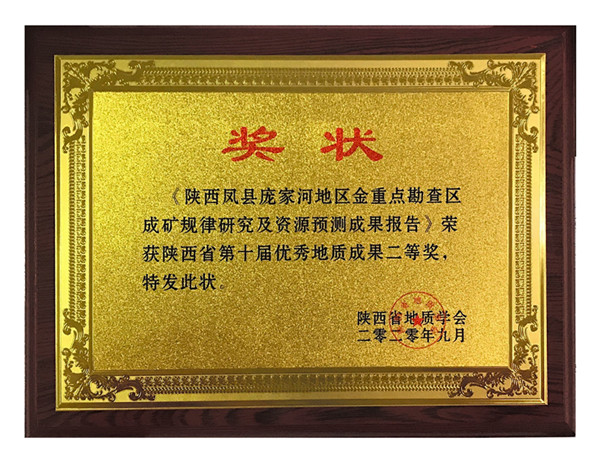 奖状
《陕西凤县庞家河地区金重点勘查区
成矿规律研究及资源预测成果报告》荣
获陕西省第十届优秀地质成果二等奖，
特发此状。
陕西省地质学会
二零二零年九月